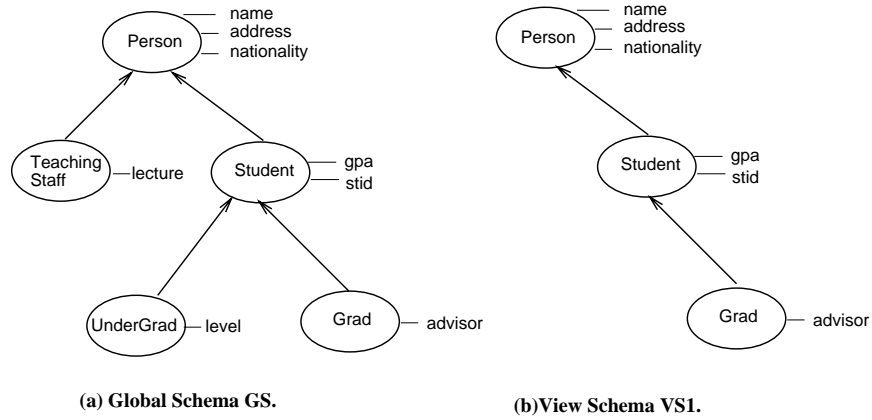 name
Person
address
nationality
Teaching
Staff
lecture
Student
gpa
stid
UnderGrad
level
Grad
advisor
(a) Global Schema GS.
name
Person
address
nationality
Student
gpa
stid
Grad
advisor
(b)View Schema VS1.